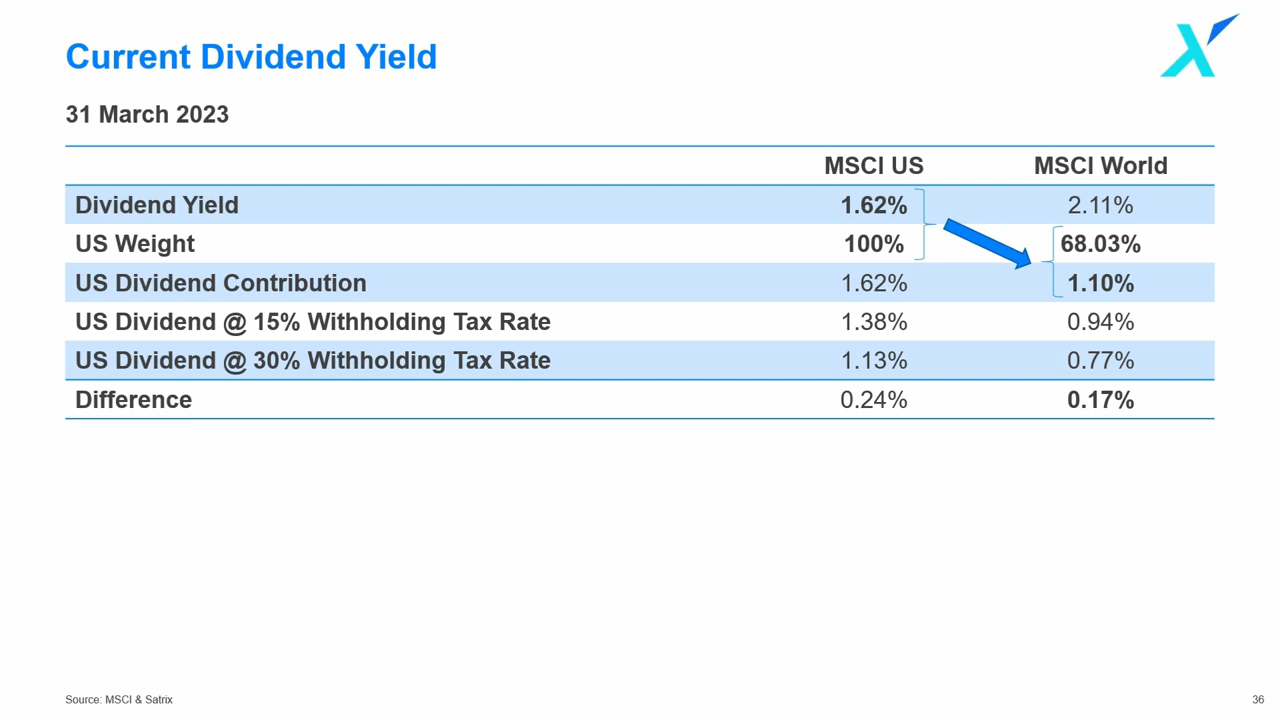 Current Dividend Yield
31 March 2023
MSCI US MSCI World
Dividend Yield 1.62% 2.11%
US Weight 100% 68.03%
US Dividend Contribution 1.62% 1.10%
US Dividend @ 15% Withholding Tax Rate 1.38% 0.94%
US Dividend @ 30% Withholding Tax Rate 1.13% 0.77%
Difference 0.24% 0.17%
Source: MSCI & Satrix 36